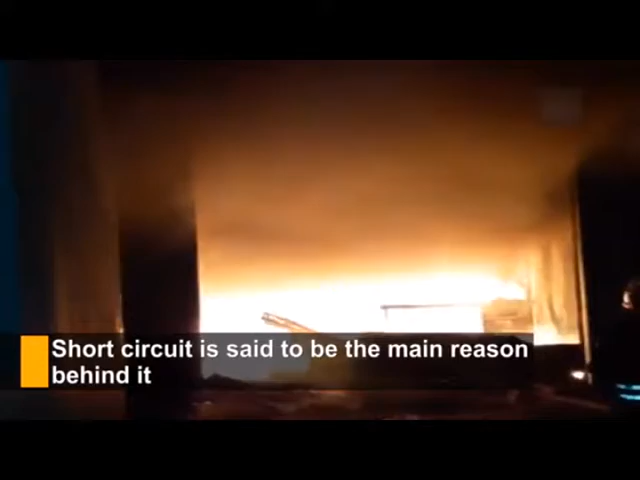 Short circuit is said to be the main reason
behind it